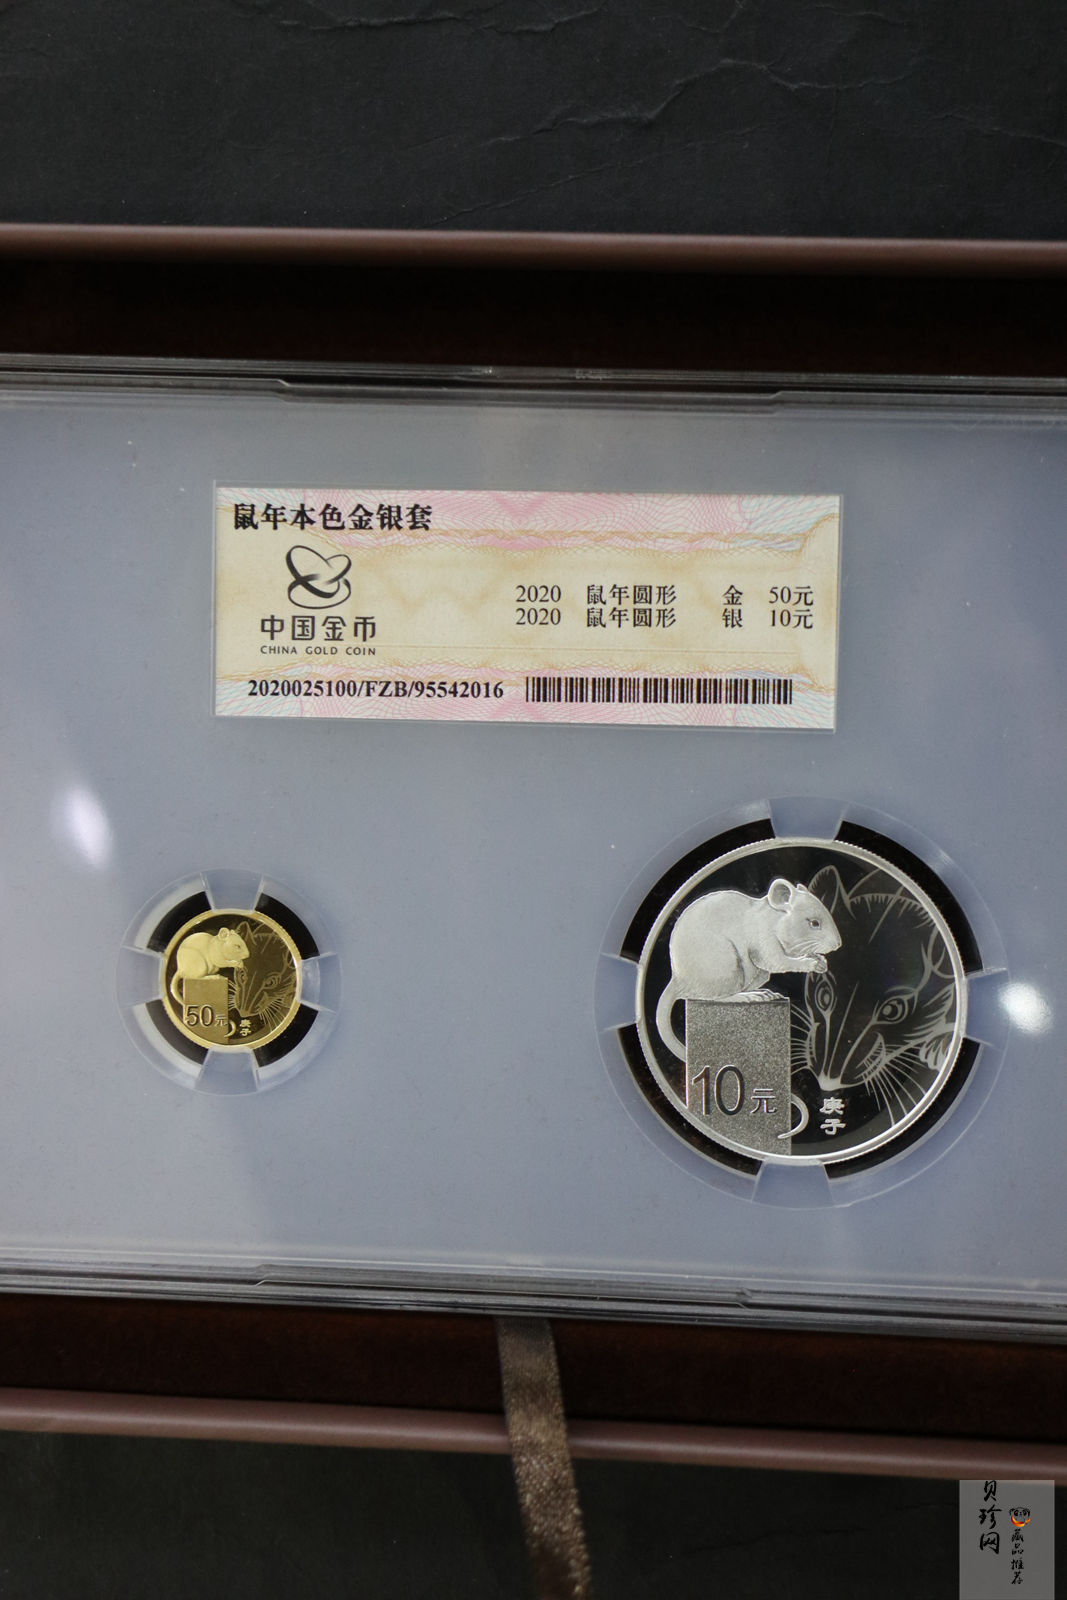 鼠年本色金银套
中国金币
CHINA GOLD COIN
2020 鼠年圆形 金 50元
2020 鼠年圆形 银 10元
2020025100/FZB/95542016
50元
庚子
10元
庚子
贝珍网
藏品推荐